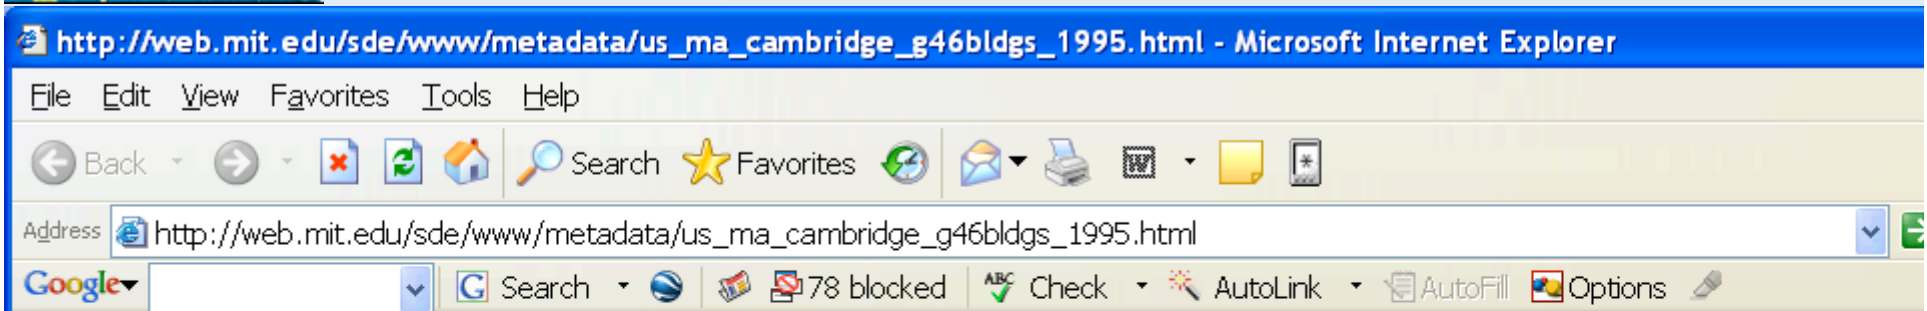 http://web.mit.edu/sde/www/metadata/us_ma_cambridge_g46bldgs_1995.html - Microsoft Internet Explorer
File Edit View Favorites Tools Help
Back Search Favorites W *
Address http://web.mit.edu/sde/www/metadata/us_ma_cambridge_g46bldgs_1995.html
Google G Search 78 blocked ABC Check AutoLink AutoFill Options